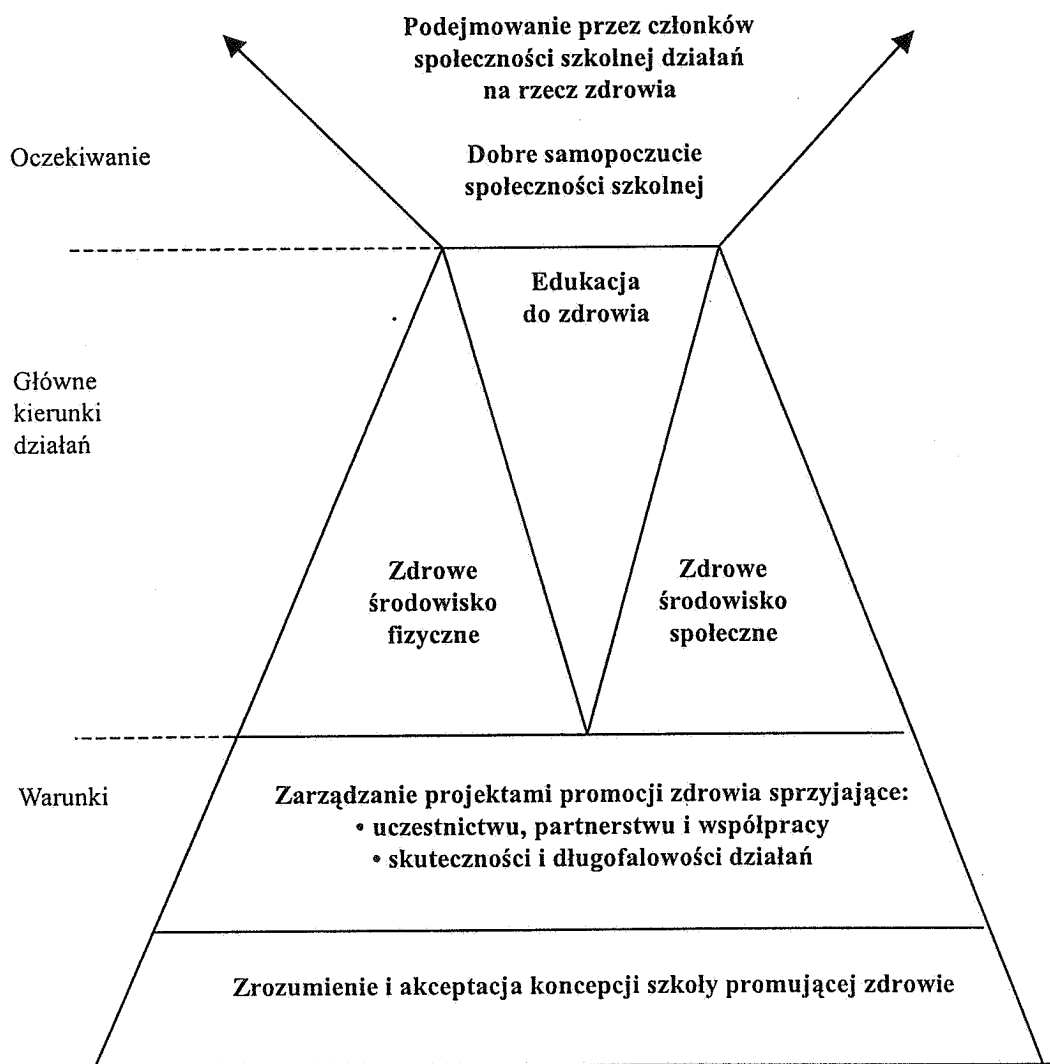 Podejmowanie przez członków
społeczności szkolnej działań
na rzecz zdrowia
Oczekiwanie
Dobre samopoczucie
społeczności szkolnej
Edukacja
do zdrowia
Główne
kierunki
działań
Zdrowe
środowisko
fizyczne
Zdrowe
środowisko
społeczne
Warunki
Zarządzanie projektami promocji zdrowia sprzyjające:
• uczestnictwu, partnerstwu i współpracy
• skuteczności i długofalowości działań
Zrozumienie i akceptacja koncepcji szkoły promującej zdrowie